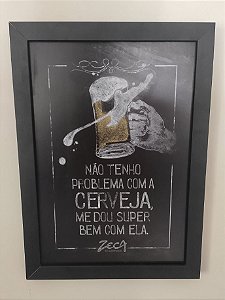 NÃO TENHO
PROBLEMA COM A
CERVEJA,
ME DOU SUPER
BEM COM ELA.
ZECA